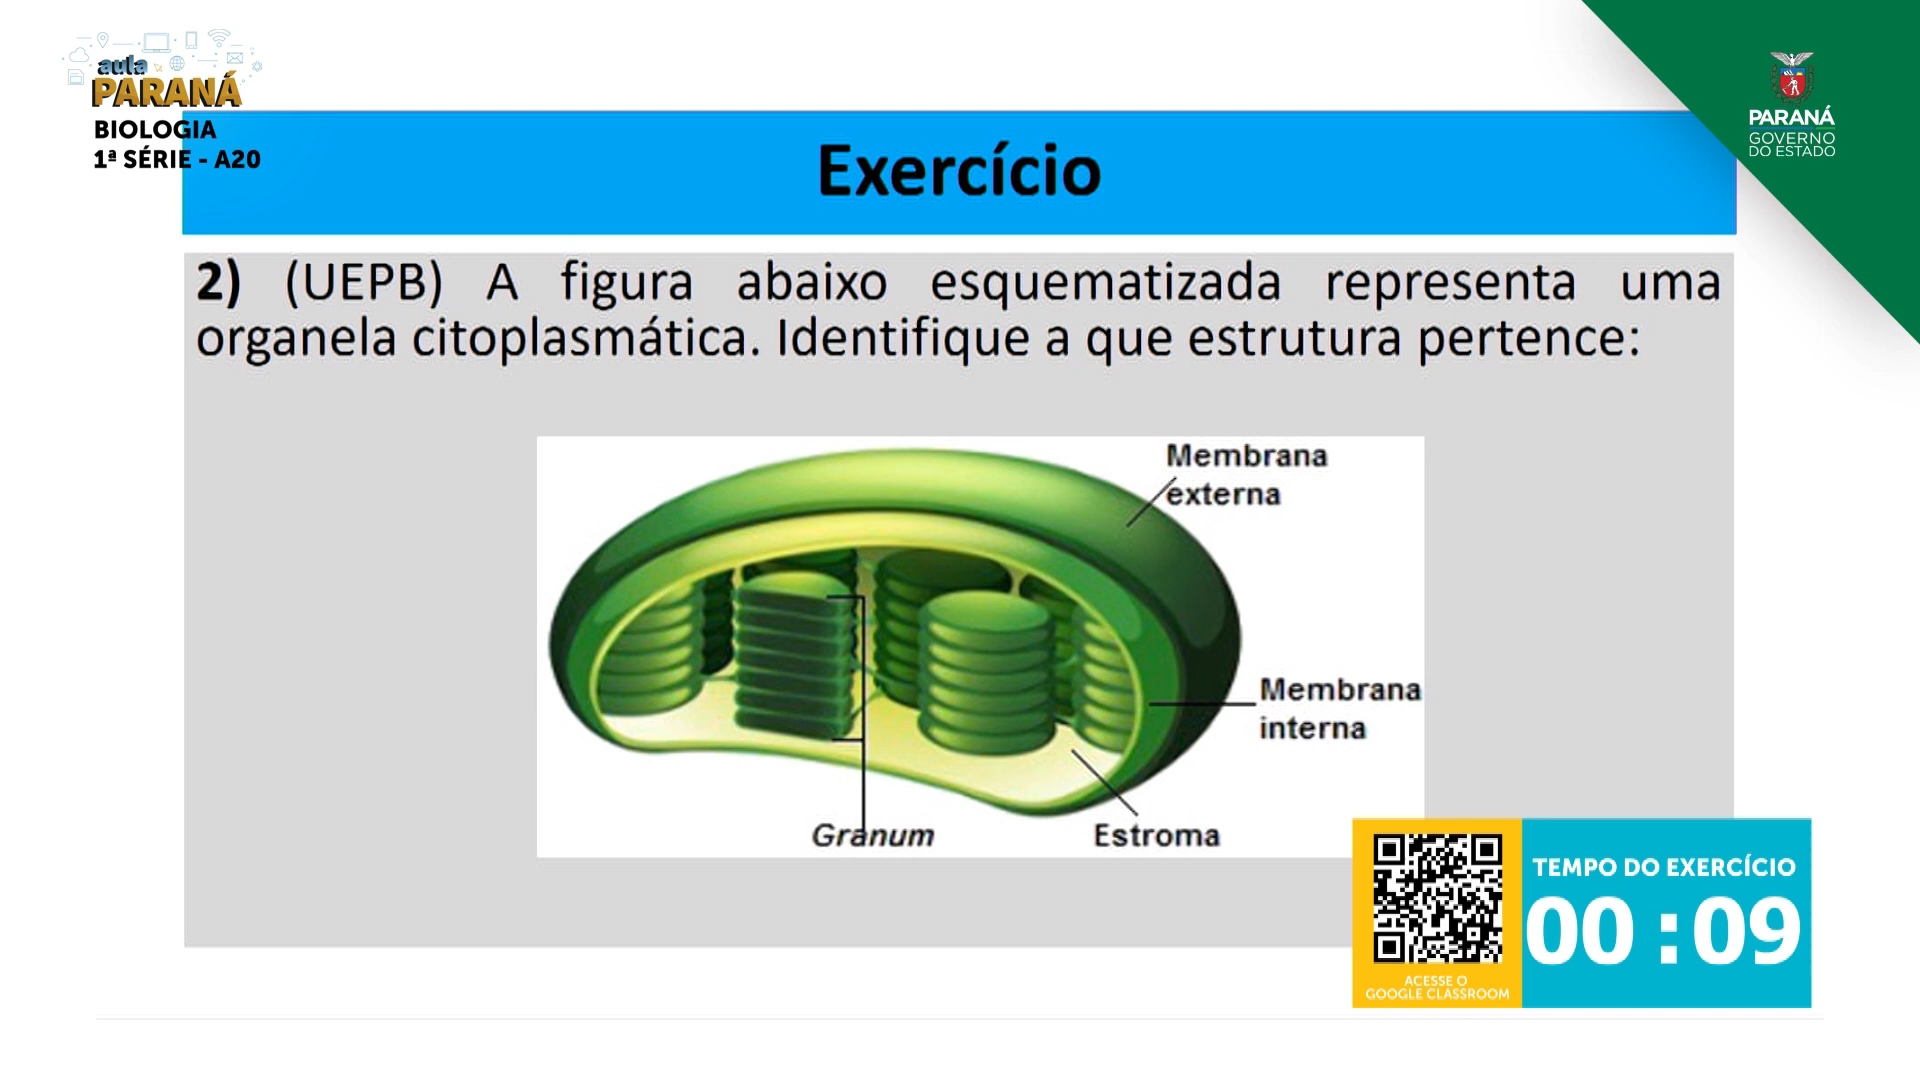 aula
PARANÁ
BIOLOGIA
1ª SÉRIE - A20
PARANÁ
GOVERNO
DO ESTADO
Exercício
2) (UEPB) A figura abaixo esquematizada representa uma
organela citoplasmática. Identifique a que estrutura pertence:
Membrana
externa
Membrana
interna
Granum
Estroma
ACESSE O
GOOGLE CLASSROOM
TEMPO DO EXERCÍCIO
00 :09